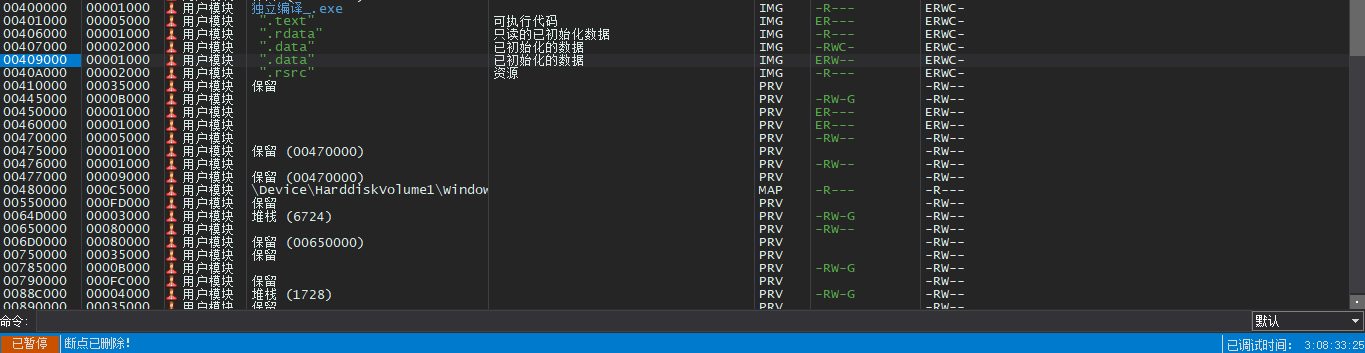 00400000 00001000 用户模块 独立编译_.exe IMG -R--- ERWC-
00401000 00005000 用户模块 ".text" 可执行代码 IMG ER--- ERWC-
00406000 00001000 用户模块 ".rdata" 只读的已初始化数据 IMG -R--- ERWC-
00407000 00002000 用户模块 ".data" 已初始化的数据 IMG -RWC- ERWC-
00409000 00001000 用户模块 ".data" 已初始化的数据 IMG ERW-- ERWC-
0040A000 00002000 用户模块 ".rsrc" 资源 IMG -R--- ERWC-
00410000 00035000 用户模块 保留 PRV -RW--
00445000 0000B000 用户模块 PRV -RW-G -RW--
00450000 00001000 用户模块 PRV ER--- ERW--
00460000 00001000 用户模块 PRV ER--- ERW--
00470000 00005000 用户模块 PRV -RW-- -RW--
00475000 00001000 用户模块 保留 (00470000) PRV -RW--
00476000 00001000 用户模块 PRV -RW-- -RW--
00477000 00009000 用户模块 保留 (00470000) PRV -RW--
00480000 000C5000 用户模块 \Device\HarddiskVolume1\Window MAP -R--- -R---
00550000 000FD000 用户模块 保留 PRV -RW--
0064D000 00003000 用户模块 堆栈 (6724) PRV -RW-G -RW--
00650000 00080000 用户模块 PRV -RW-- -RW--
006D0000 00080000 用户模块 保留 (00650000) PRV -RW--
00750000 00035000 用户模块 保留 PRV -RW--
00785000 0000B000 用户模块 PRV -RW-G -RW--
00790000 000FC000 用户模块 保留 PRV -RW--
0088C000 00004000 用户模块 堆栈 (1728) PRV -RW-G -RW--
00890000 00035000 用户模块 保留 PRV -RW--
命令: 默认
已暂停 断点已删除! 已调试时间: 3:08:33:25